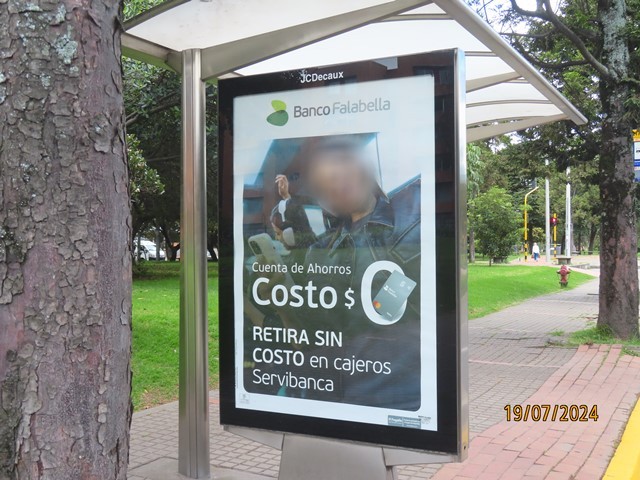 JCDecaux
Banco Falabella
Cuenta de Ahorros
Costo $0
RETIRA SIN
COSTO en cajeros
Servibanca
19/07/2024